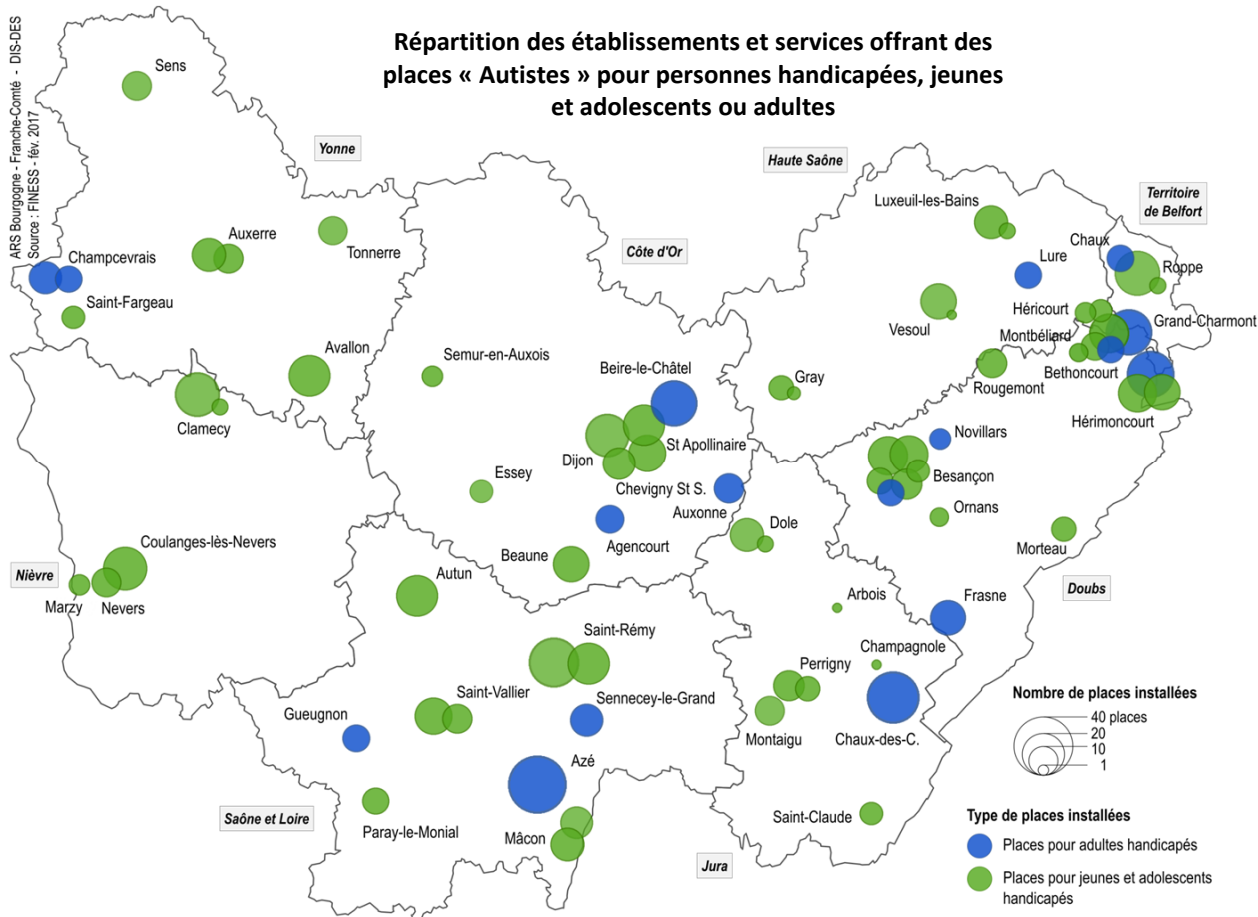 Répartition des établissements et services offrant des
places « Autistes » pour personnes handicapées, jeunes
et adolescents ou adultes
ARS Bourgogne - Franche-Comté - DIS-DES
Source : FINESS - fév. 2017
Sens
Yonne
Haute Saône
Territoire
de Belfort
Luxeuil-les-Bains
Auxerre
Tonnerre
Côte d'Or
Chaux
Lure
Roppe
Champcevrais
Saint-Fargeau
Vesoul
Héricourt
Grand-Charmont
Montbéliard
Bethoncourt
Avallon
Semur-en-Auxois
Beire-le-Châtel
Gray
Rougemont
Hérimoncourt
Clamecy
Novillars
Dijon
St Apollinaire
Essey
Chevigny St S.
Besançon
Auxonne
Ornans
Agencourt
Dole
Morteau
Coulanges-lès-Nevers
Beaune
Nièvre
Marzy
Nevers
Autun
Arbois
Frasne
Doubs
Saint-Rémy
Champagnole
Perrigny
Saint-Vallier
Sennecey-le-Grand
Gueugnon
Montaigu
Chaux-des-C.
Azé
Saône et Loire
Paray-le-Monial
Mâcon
Saint-Claude
Jura
Nombre de places installées
40 places
20
10
1
Type de places installées
Places pour adultes handicapés
Places pour jeunes et adolescents
handicapés